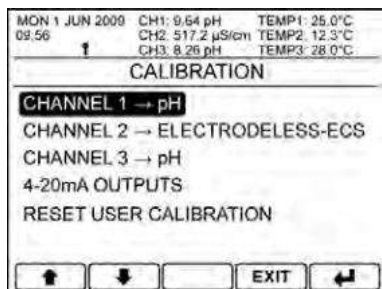 MON 1 JUN 2009 CH1: 9.64 pH TEMP1: 25.0°C
09:56 CH2: 517.2 µS/cm TEMP2: 12.3°C
CH3: 8.26 pH TEMP3: 28.0°C
CALIBRATION
CHANNEL 1 → pH
CHANNEL 2 → ELECTRODELESS-ECS
CHANNEL 3 → pH
4-20mA OUTPUTS
RESET USER CALIBRATION
EXIT